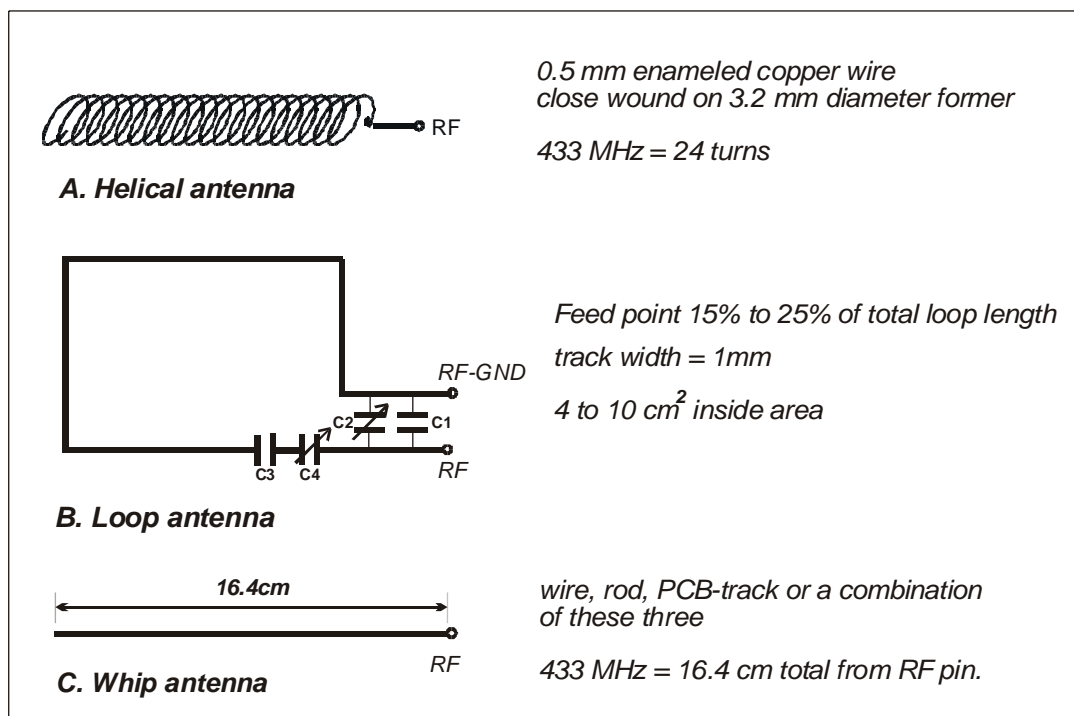 0.5 mm enameled copper wire
close wound on 3.2 mm diameter former
RF
433 MHz = 24 turns
A. Helical antenna
Feed point 15% to 25% of total loop length
track width = 1mm
RF-GND
4 to 10 cm² inside area
C2
C1
C3
C4
RF
B. Loop antenna
16.4cm
wire, rod, PCB-track or a combination
of these three
RF
433 MHz = 16.4 cm total from RF pin.
C. Whip antenna